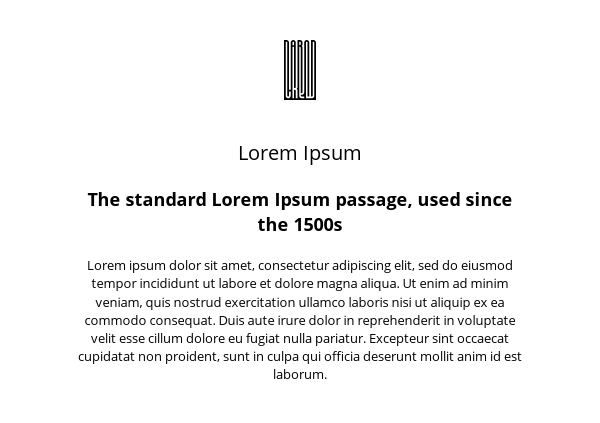 Lorem Ipsum
The standard Lorem Ipsum passage, used since
the 1500s
Lorem ipsum dolor sit amet, consectetur adipiscing elit, sed do eiusmod
tempor incididunt ut labore et dolore magna aliqua. Ut enim ad minim
veniam, quis nostrud exercitation ullamco laboris nisi ut aliquip ex ea
commodo consequat. Duis aute irure dolor in reprehenderit in voluptate
velit esse cillum dolore eu fugiat nulla pariatur. Excepteur sint occaecat
cupidatat non proident, sunt in culpa qui officia deserunt mollit anim id est
laborum.